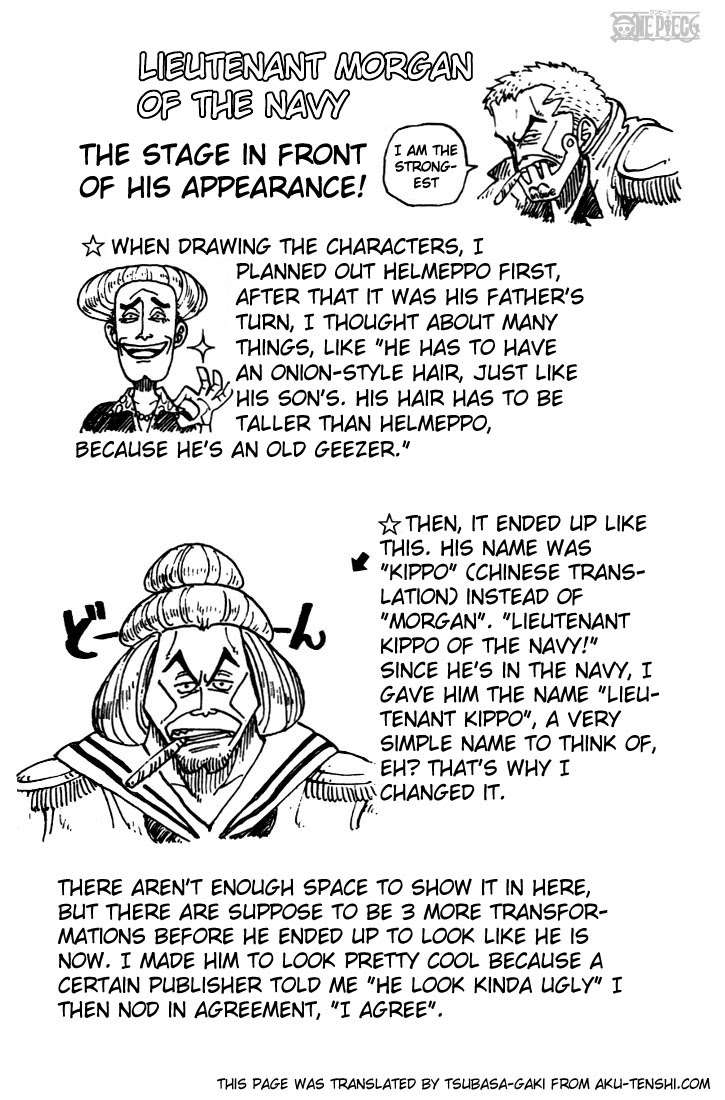 ONE PIECE
LIEUTENANT MORGAN
OF THE NAVY
THE STAGE IN FRONT
OF HIS APPEARANCE!
I AM THE
STRONG-
EST
☆ WHEN DRAWING THE CHARACTERS, I
PLANNED OUT HELMEPPO FIRST,
AFTER THAT IT WAS HIS FATHER'S
TURN, I THOUGHT ABOUT MANY
THINGS, LIKE "HE HAS TO HAVE
AN ONION-STYLE HAIR, JUST LIKE
HIS SON'S. HIS HAIR HAS TO BE
TALLER THAN HELMEPPO,
BECAUSE HE'S AN OLD GEEZER."
☆ THEN, IT ENDED UP LIKE
THIS. HIS NAME WAS
"KIPPO" (CHINESE TRANS-
LATION) INSTEAD OF
"MORGAN". "LIEUTENANT
KIPPO OF THE NAVY!"
SINCE HE'S IN THE NAVY, I
GAVE HIM THE NAME "LIEU-
TENANT KIPPO", A VERY
SIMPLE NAME TO THINK OF,
EH? THAT'S WHY I
CHANGED IT.
どーん
THERE AREN'T ENOUGH SPACE TO SHOW IT IN HERE,
BUT THERE ARE SUPPOSE TO BE 3 MORE TRANSFOR-
MATIONS BEFORE HE ENDED UP TO LOOK LIKE HE IS
NOW. I MADE HIM TO LOOK PRETTY COOL BECAUSE A
CERTAIN PUBLISHER TOLD ME "HE LOOK KINDA UGLY" I
THEN NOD IN AGREEMENT, "I AGREE".
THIS PAGE WAS TRANSLATED BY TSUBASA-GAKI FROM AKU-TENSHI.COM